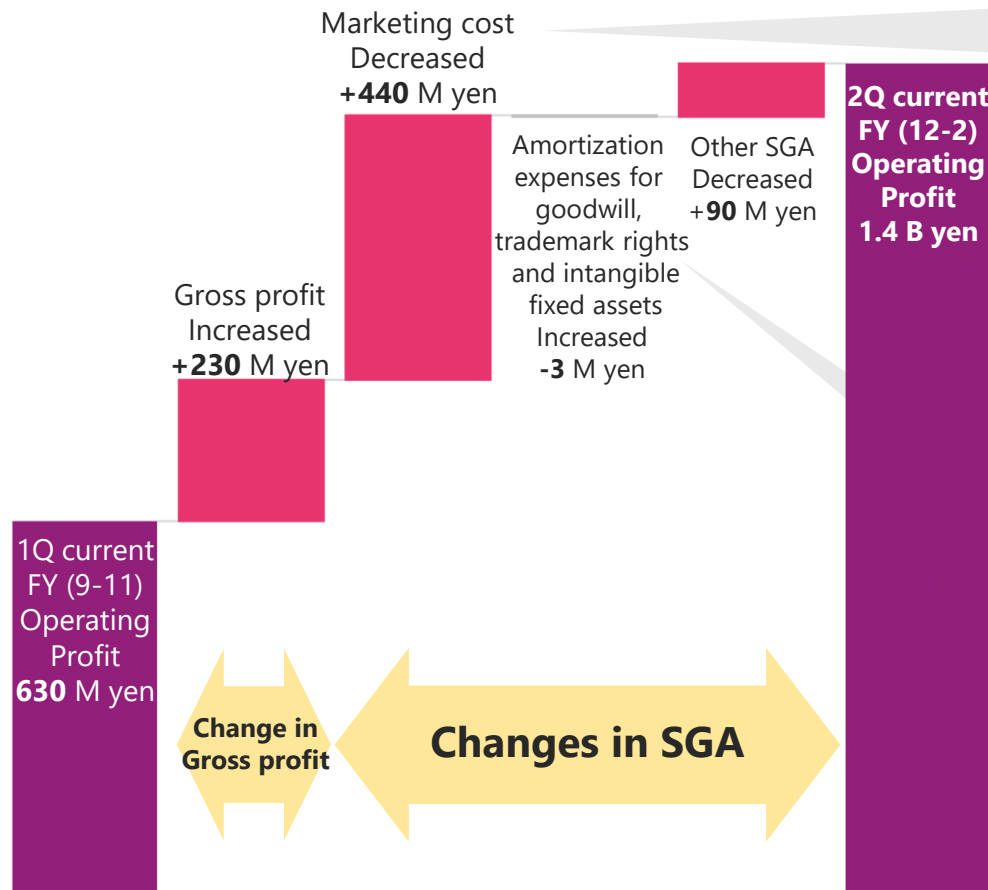 Marketing cost
Decreased
+440 M yen
Amortization
expenses for
goodwill,
trademark rights
and intangible
fixed assets
Increased
-3 M yen
Other SGA
Decreased
+90 M yen
2Q current
FY (12-2)
Operating
Profit
1.4 B yen
Gross profit
Increased
+230 M yen
1Q current
FY (9-11)
Operating
Profit
630 M yen
Change in
Gross profit
Changes in SGA